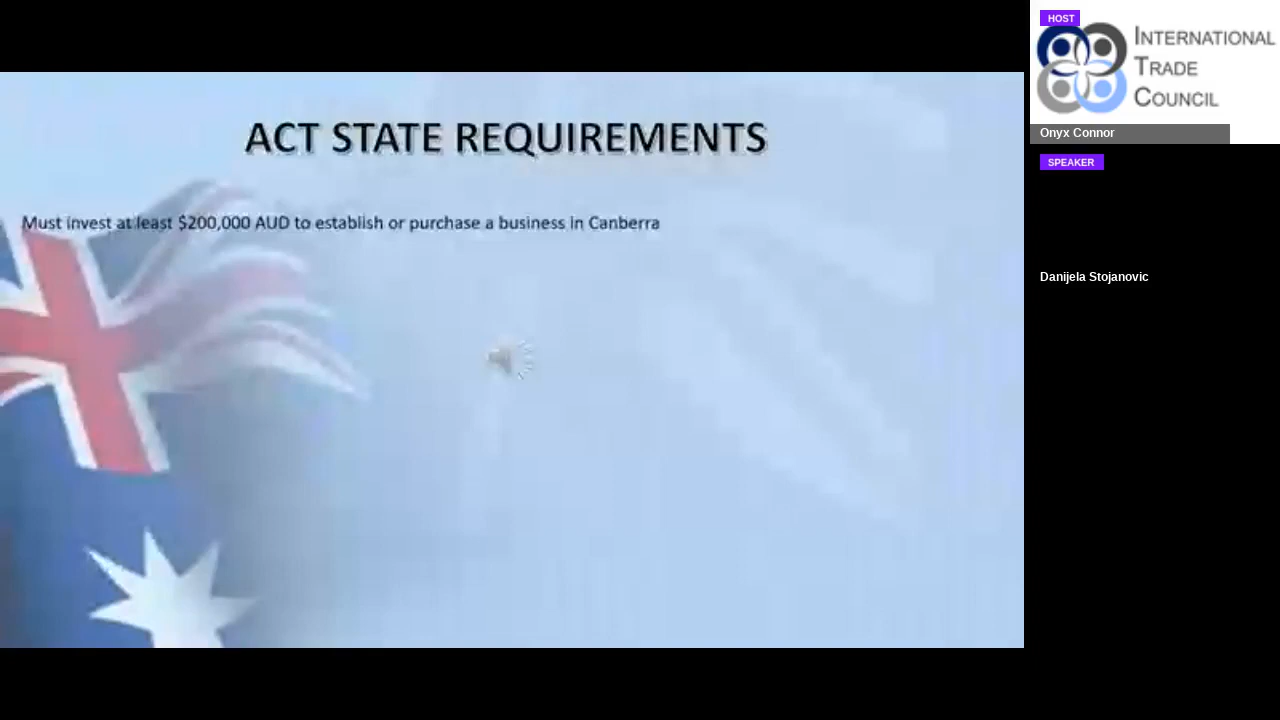 ACT STATE REQUIREMENTS
Must invest at least $200,000 AUD to establish or purchase a business in Canberra
HOST
INTERNATIONAL
TRADE
COUNCIL
Onyx Connor
SPEAKER
Danijela Stojanovic